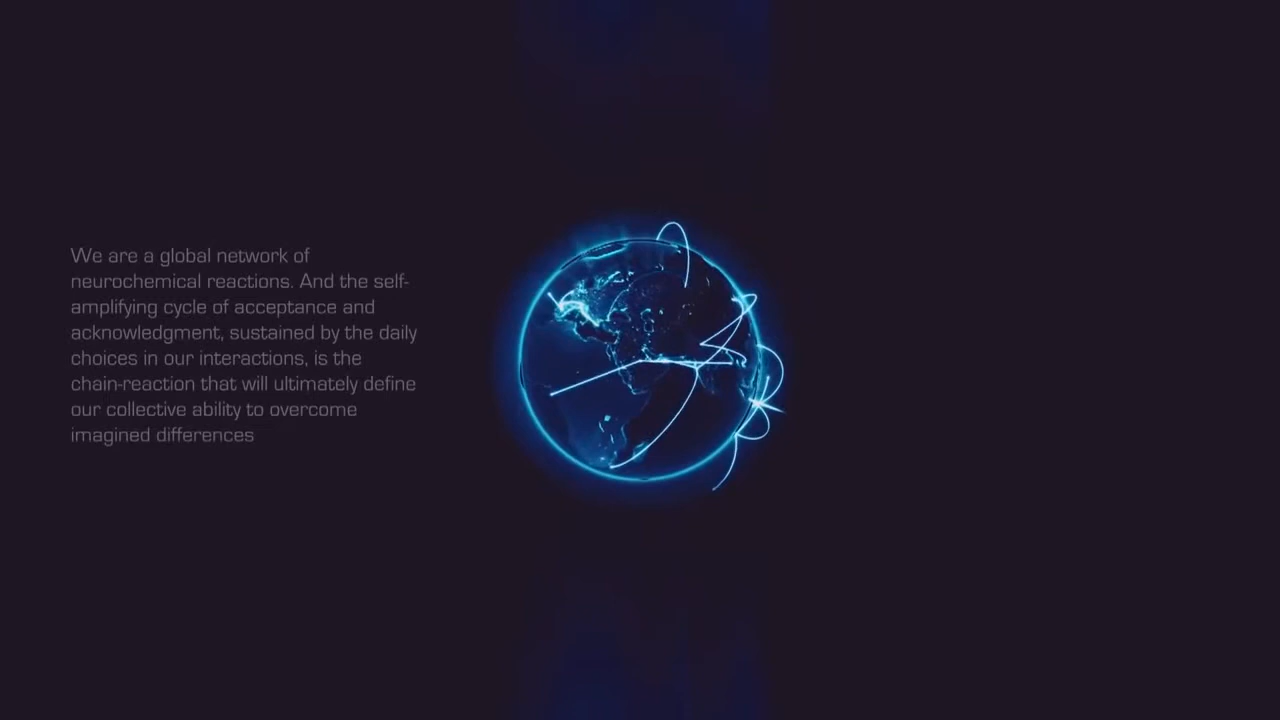 We are a global network of
neurochemical reactions. And the self-
amplifying cycle of acceptance and
acknowledgment, sustained by the daily
choices in our interactions, is the
chain-reaction that will ultimately define
our collective ability to overcome
imagined differences